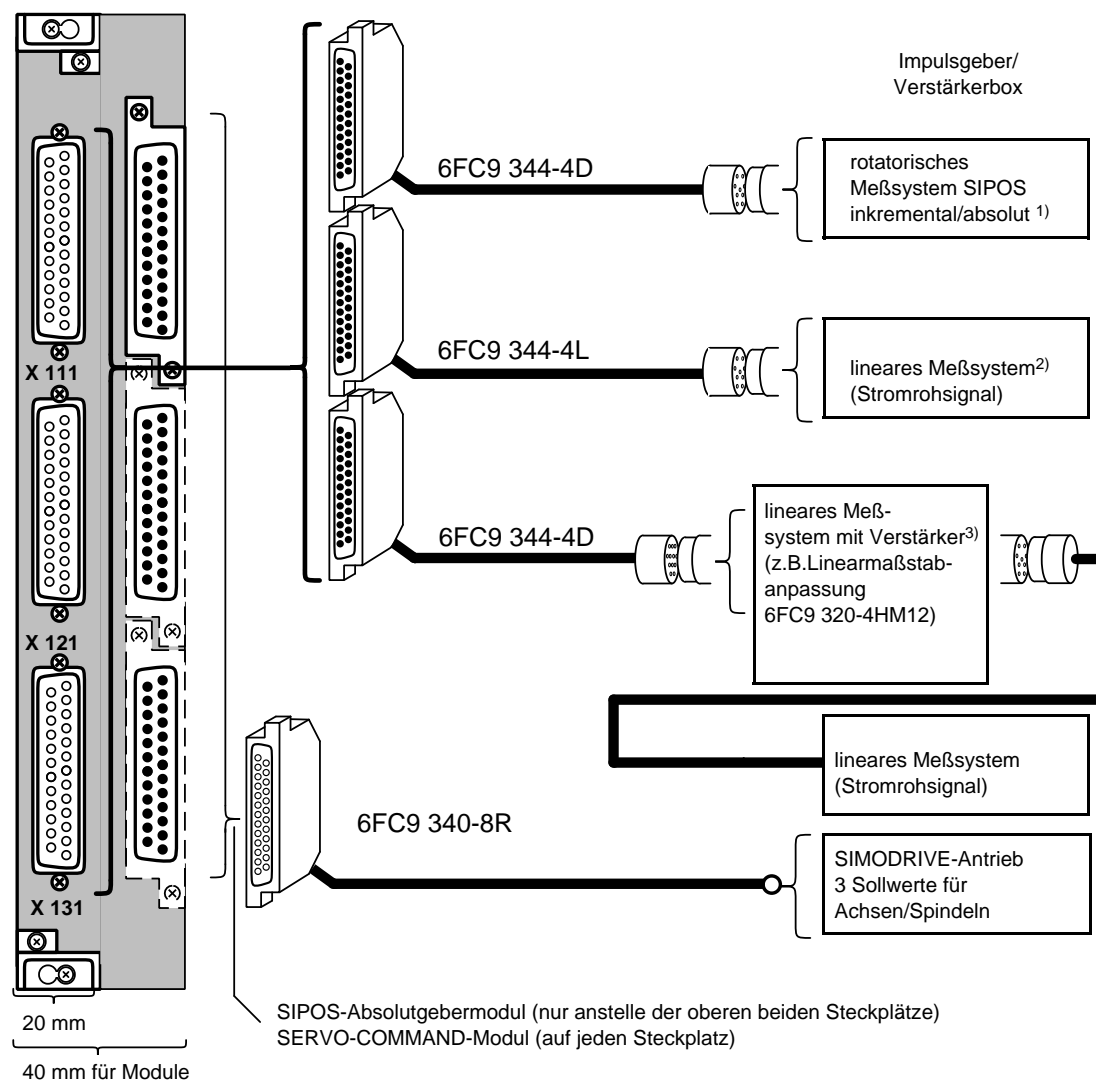 Impulsgeber/
Verstärkerbox
6FC9 344-4D
rotatorisches
Meßsystem SIPOS
inkremental/absolut 1)
6FC9 344-4L
X 111
lineares Meßsystem2)
(Stromrohsignal)
6FC9 344-4D
lineares Meß-
system mit Verstärker3)
(z.B.Linearmaßstab-
anpassung
6FC9 320-4HM12)
X 121
lineares Meßsystem
(Stromrohsignal)
6FC9 340-8R
SIMODRIVE-Antrieb
3 Sollwerte für
Achsen/Spindeln
X 131
SIPOS-Absolutgebermodul (nur anstelle der oberen beiden Steckplätze)
SERVO-COMMAND-Modul (auf jeden Steckplatz)
20 mm
40 mm für Module